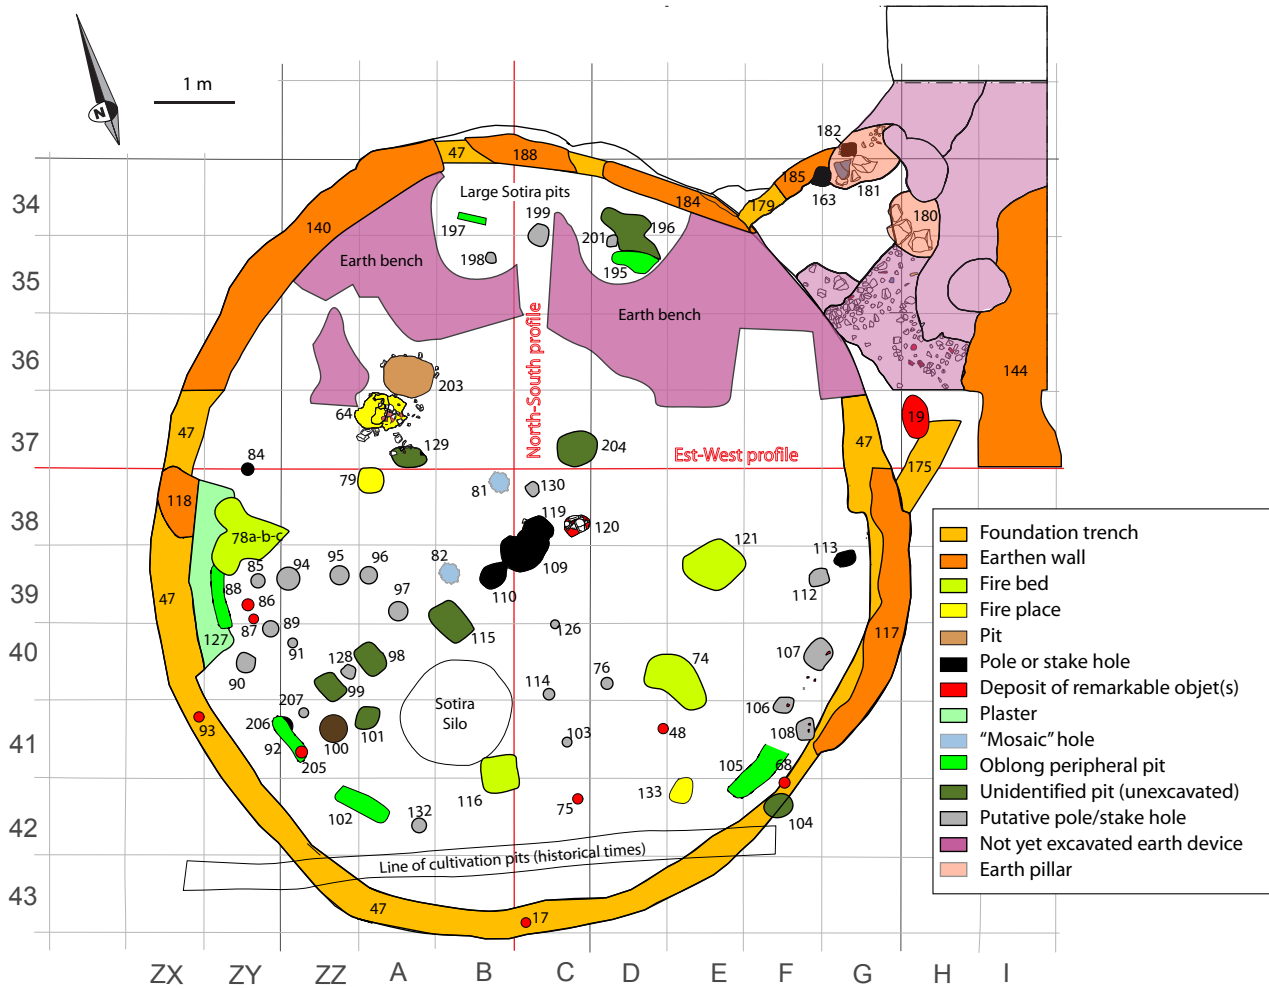 N
1 m
182
47
188
185
163
181
34
Large Sotira pits
199
184
179
180
140
197
201
196
Earth bench
198
195
35
Earth bench
North-South profile
36
203
144
64
19
37
47
129
204
Est-West profile
47
175
84
79
81
130
118
119
120
38
78a-b-c
121
113
85
94
95
96
82
109
88
86
97
110
112
39
47
87
89
126
117
127
91
115
107
40
90
128
98
76
74
99
114
207
106
Sotira
Silo
206
93
92
100
101
103
48
108
41
205
105
68
116
133
102
132
75
104
42
Line of cultivation pits (historical times)
43
47
17
ZX
ZY
ZZ
A
B
C
D
E
F
G
H
I
Foundation trench
Earthen wall
Fire bed
Fire place
Pit
Pole or stake hole
Deposit of remarkable objet(s)
Plaster
“Mosaic” hole
Oblong peripheral pit
Unidentified pit (unexcavated)
Putative pole/stake hole
Not yet excavated earth device
Earth pillar